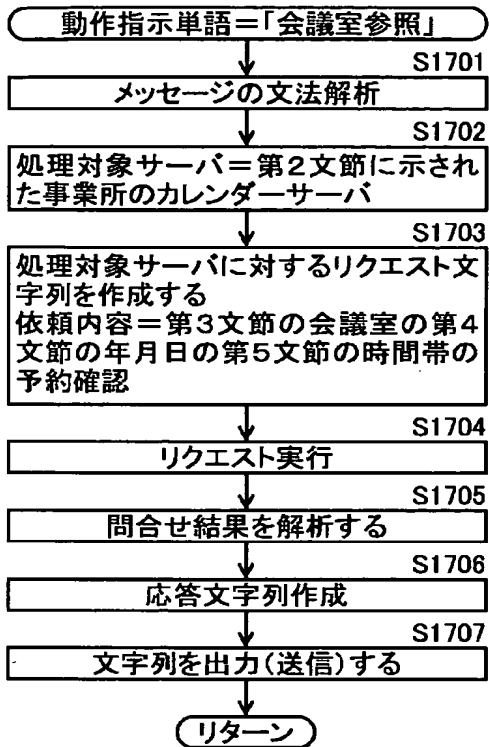 動作指示単語=「会議室参照」
S1701
メッセージの文法解析
S1702
処理対象サーバ=第2文節に示され
た事業所のカレンダーサーバ
S1703
処理対象サーバに対するリクエスト文
字列を作成する
依頼内容=第3文節の会議室の第4
文節の年月日の第5文節の時間帯の
予約確認
S1704
リクエスト実行
S1705
問合せ結果を解析する
S1706
応答文字列作成
S1707
文字列を出力(送信)する
リターン